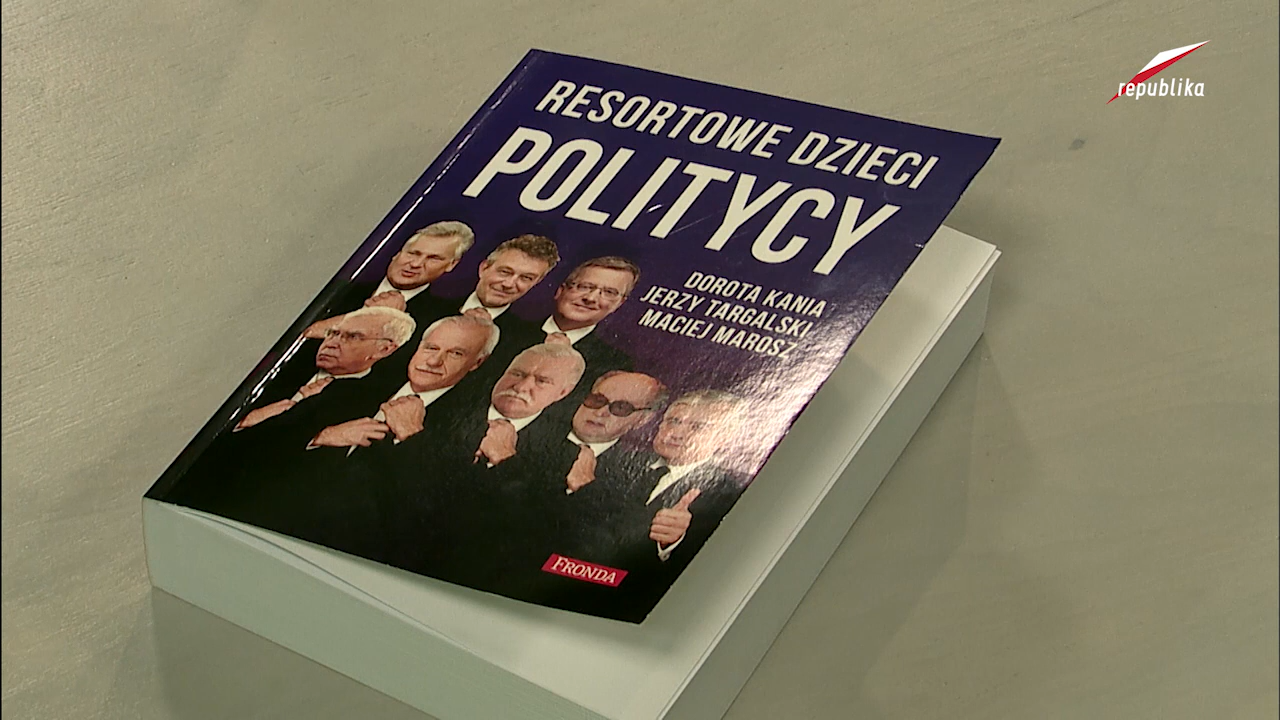 republika
RESORTOWE DZIECI
POLITYCY
DOROTA KANIA
JERZY TARGALSKI
MACIEJ MAROSZ
FRONDA